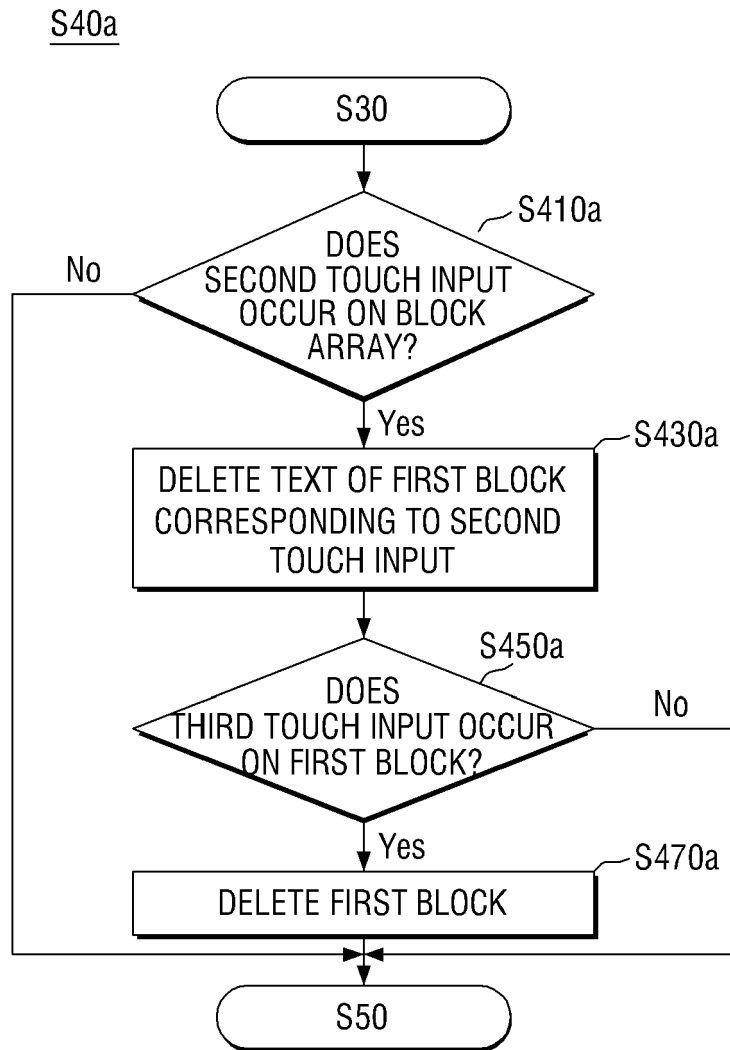 S40a
S30
S410a
DOES
SECOND TOUCH INPUT
OCCUR ON BLOCK
ARRAY?
No
Yes
S430a
DELETE TEXT OF FIRST BLOCK
CORRESPONDING TO SECOND
TOUCH INPUT
S450a
DOES
THIRD TOUCH INPUT OCCUR
ON FIRST BLOCK?
No
Yes
S470a
DELETE FIRST BLOCK
S50